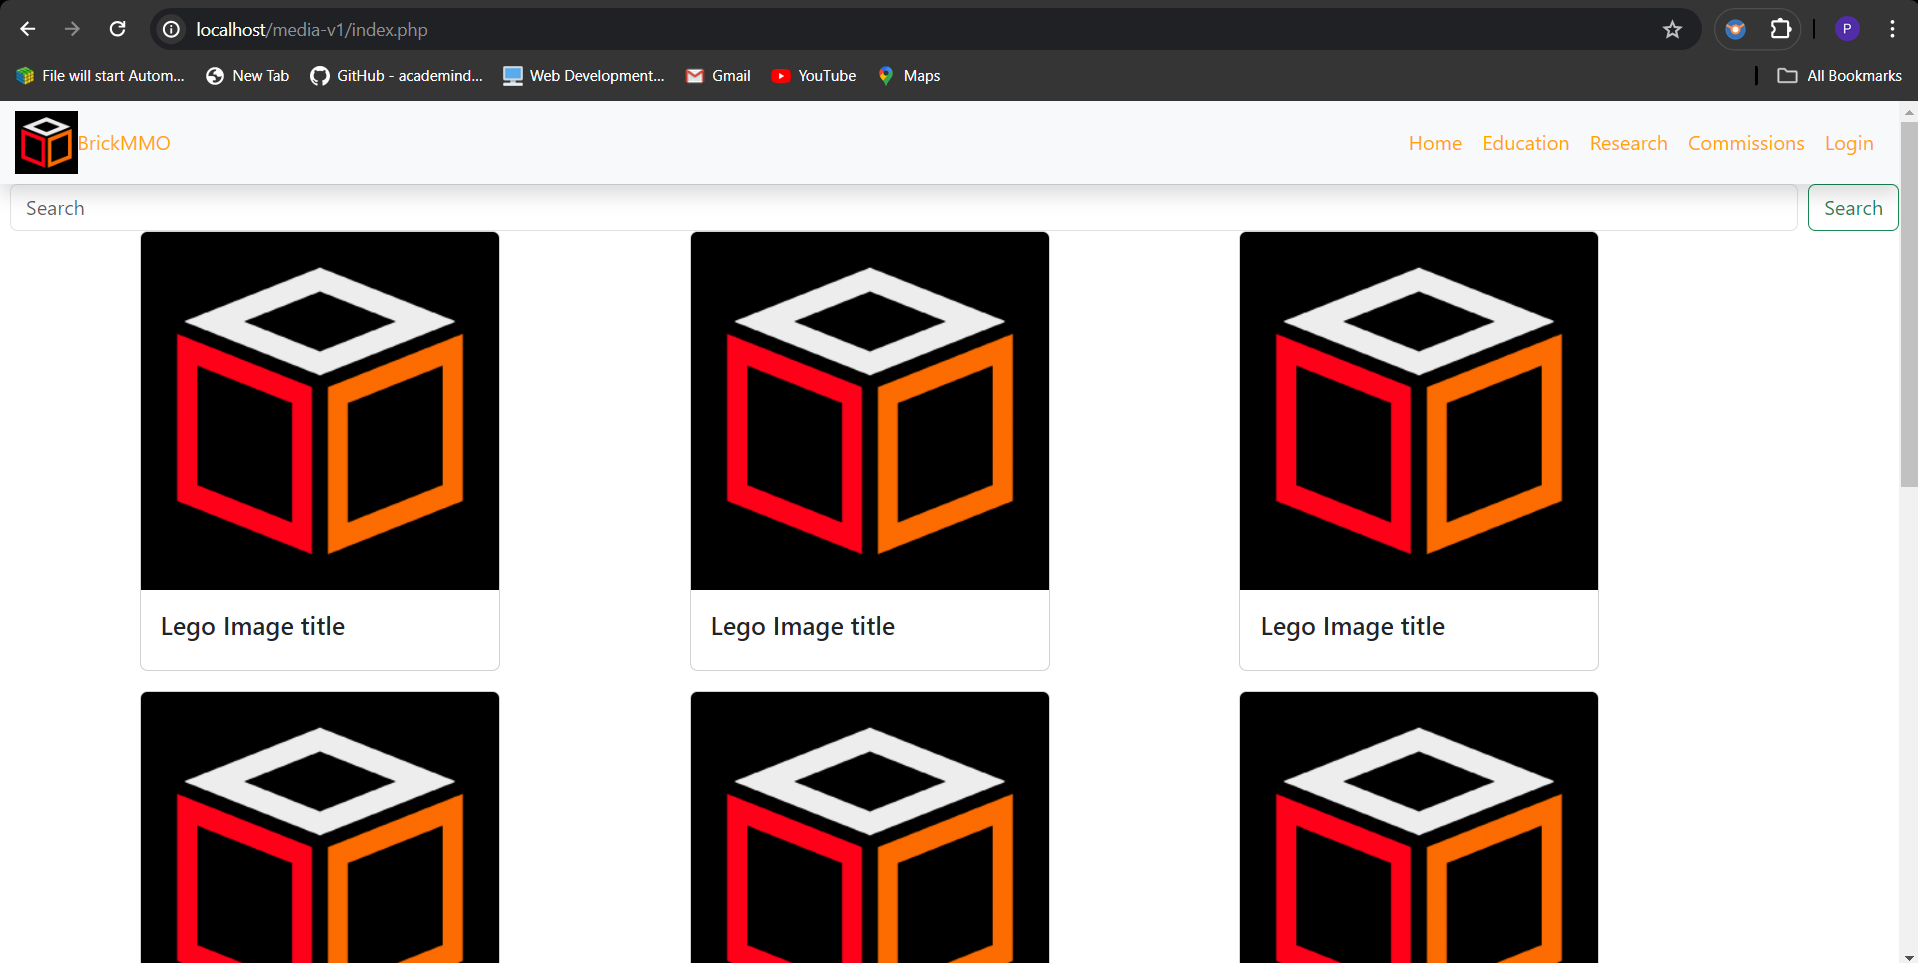 localhost/media-v1/index.php
P
File will start Autom... New Tab GitHub - academind... Web Development... Gmail YouTube Maps All Bookmarks
BrickMMO Home Education Research Commissions Login
Search Search
Lego Image title Lego Image title Lego Image title